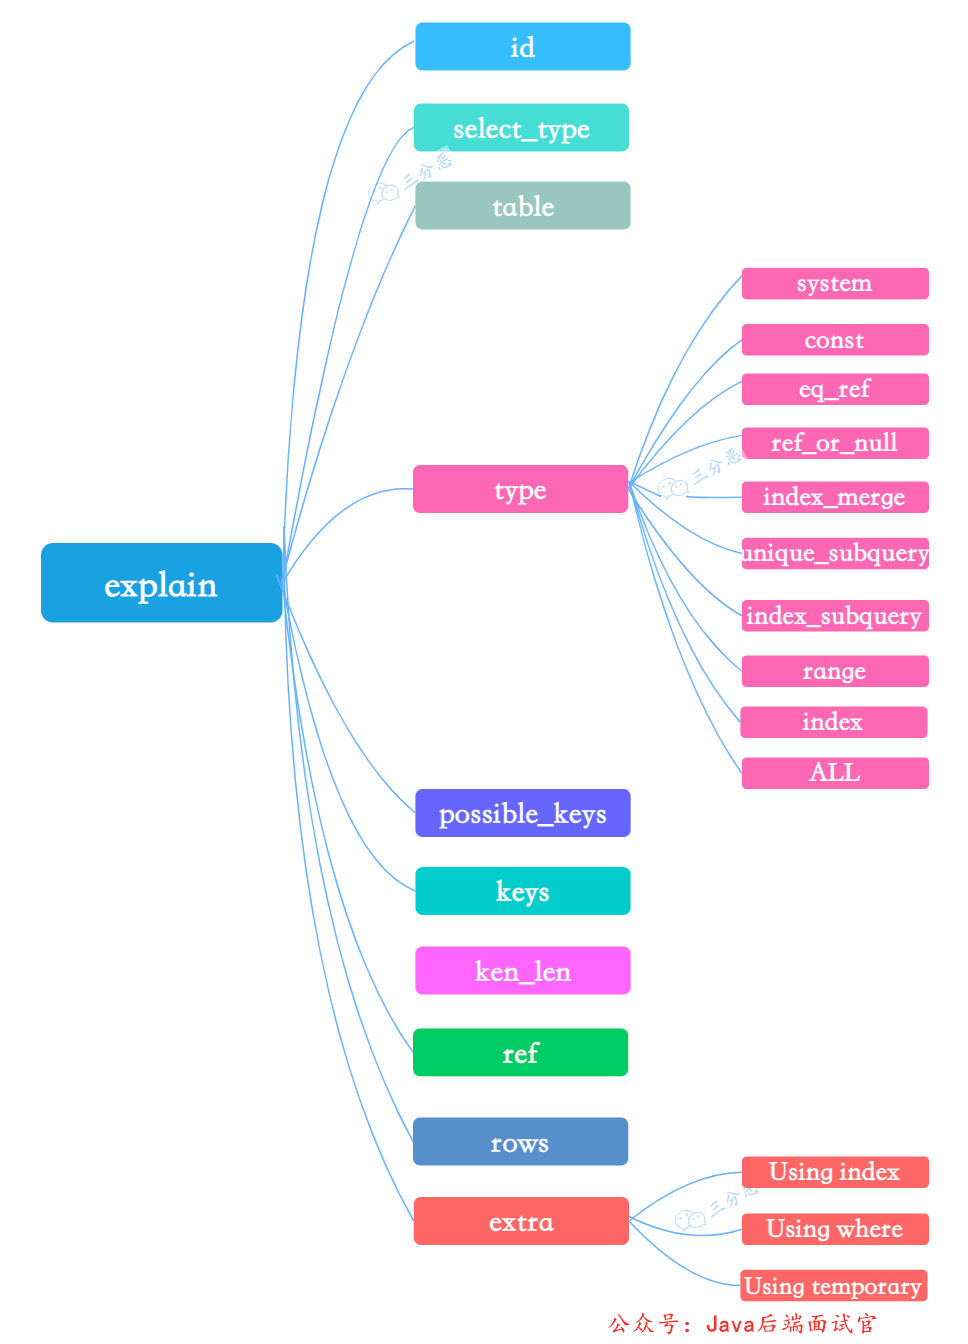 id
select_type
三分恶
table
system
const
eq_ref
ref_or_null
三分恶
type
index_merge
unique_subquery
explain
index_subquery
range
index
ALL
possible_keys
keys
ken_len
ref
rows
Using index
三分恶
extra
Using where
Using temporary
公众号：Java后端面试官